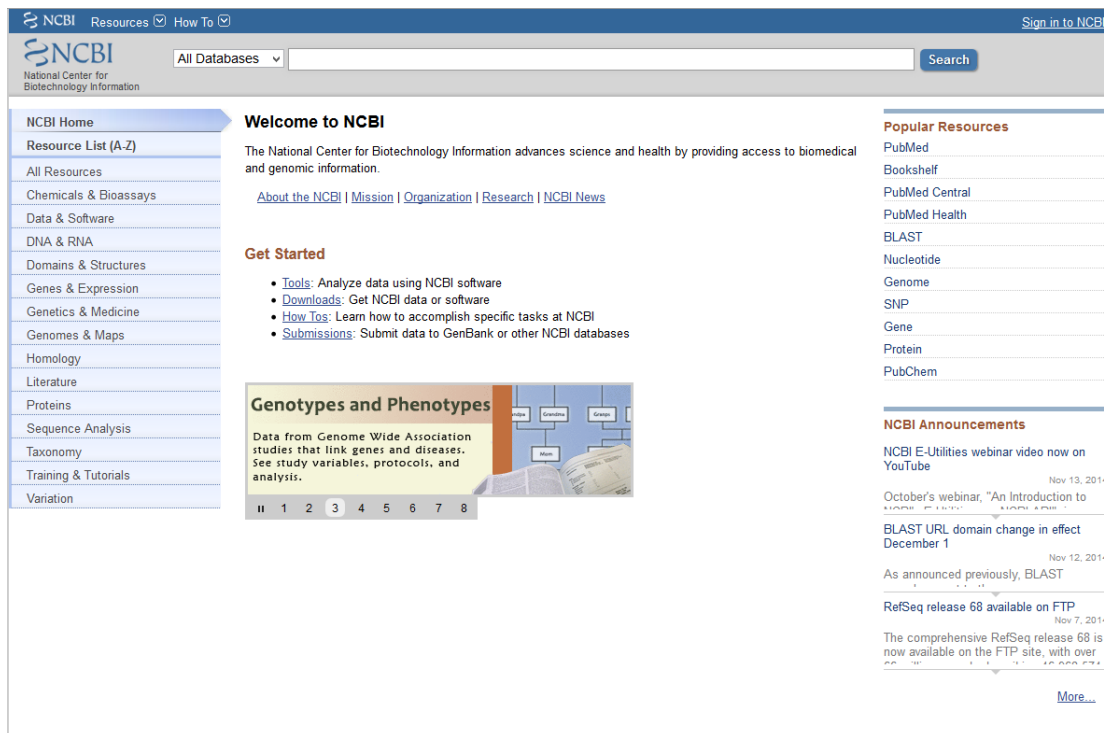 NCBI Resources How To Sign in to NCBI
NCBI
National Center for
Biotechnology Information
All Databases
Search
NCBI Home
Resource List (A-Z)
All Resources
Chemicals & Bioassays
Data & Software
DNA & RNA
Domains & Structures
Genes & Expression
Genetics & Medicine
Genomes & Maps
Homology
Literature
Proteins
Sequence Analysis
Taxonomy
Training & Tutorials
Variation
Welcome to NCBI
The National Center for Biotechnology Information advances science and health by providing access to biomedical
and genomic information.
About the NCBI | Mission | Organization | Research | NCBI News
Get Started
• Tools: Analyze data using NCBI software
• Downloads: Get NCBI data or software
• How Tos: Learn how to accomplish specific tasks at NCBI
• Submissions: Submit data to GenBank or other NCBI databases
Genotypes and Phenotypes
Data from Genome Wide Association
studies that link genes and diseases.
See study variables, protocols, and
analysis.
Grandma
Gramps
Mum
1 2 3 4 5 6 7 8
Popular Resources
PubMed
Bookshelf
PubMed Central
PubMed Health
BLAST
Nucleotide
Genome
SNP
Gene
Protein
PubChem
NCBI Announcements
NCBI E-Utilities webinar video now on
YouTube
Nov 13, 2014
October's webinar, "An Introduction to
BLAST URL domain change in effect
December 1
Nov 12, 2014
As announced previously, BLAST
RefSeq release 68 available on FTP
Nov 7, 2014
The comprehensive RefSeq release 68 is
now available on the FTP site, with over
More...